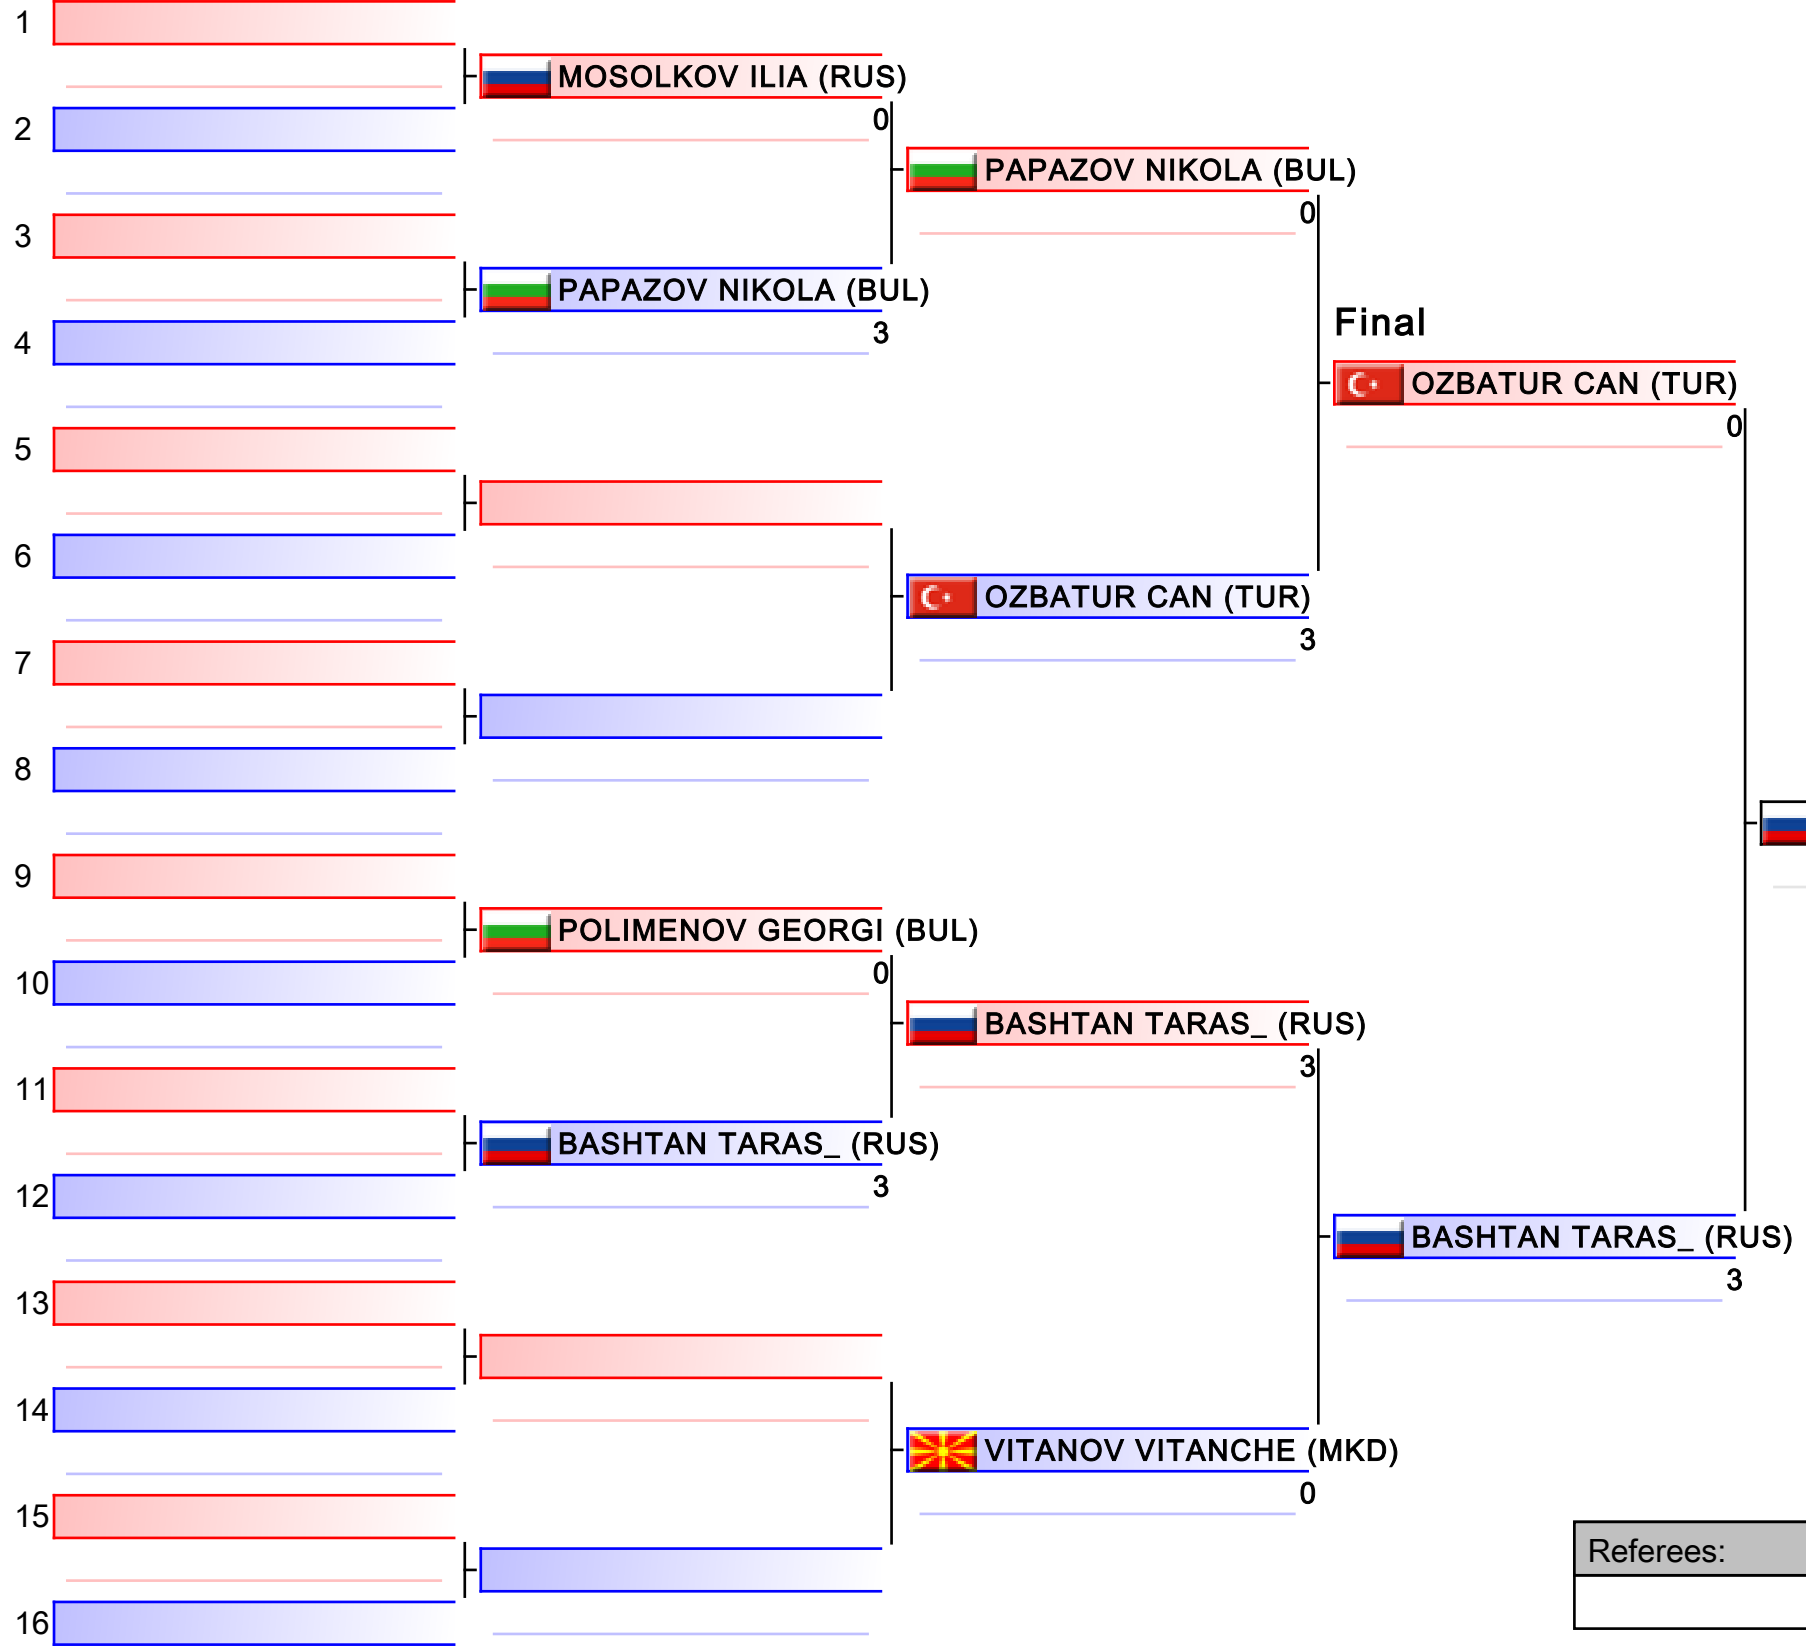 1
MOSOLKOV ILIA (RUS)
0
2
PAPAZOV NIKOLA (BUL)
0
3
PAPAZOV NIKOLA (BUL)
3
4
Final
OZBATUR CAN (TUR)
0
5
6
OZBATUR CAN (TUR)
3
7
8
9
POLIMENOV GEORGI (BUL)
0
10
BASHTAN TARAS_ (RUS)
3
11
BASHTAN TARAS_ (RUS)
3
12
BASHTAN TARAS_ (RUS)
3
13
14
VITANOV VITANCHE (MKD)
0
15
Referees:
16